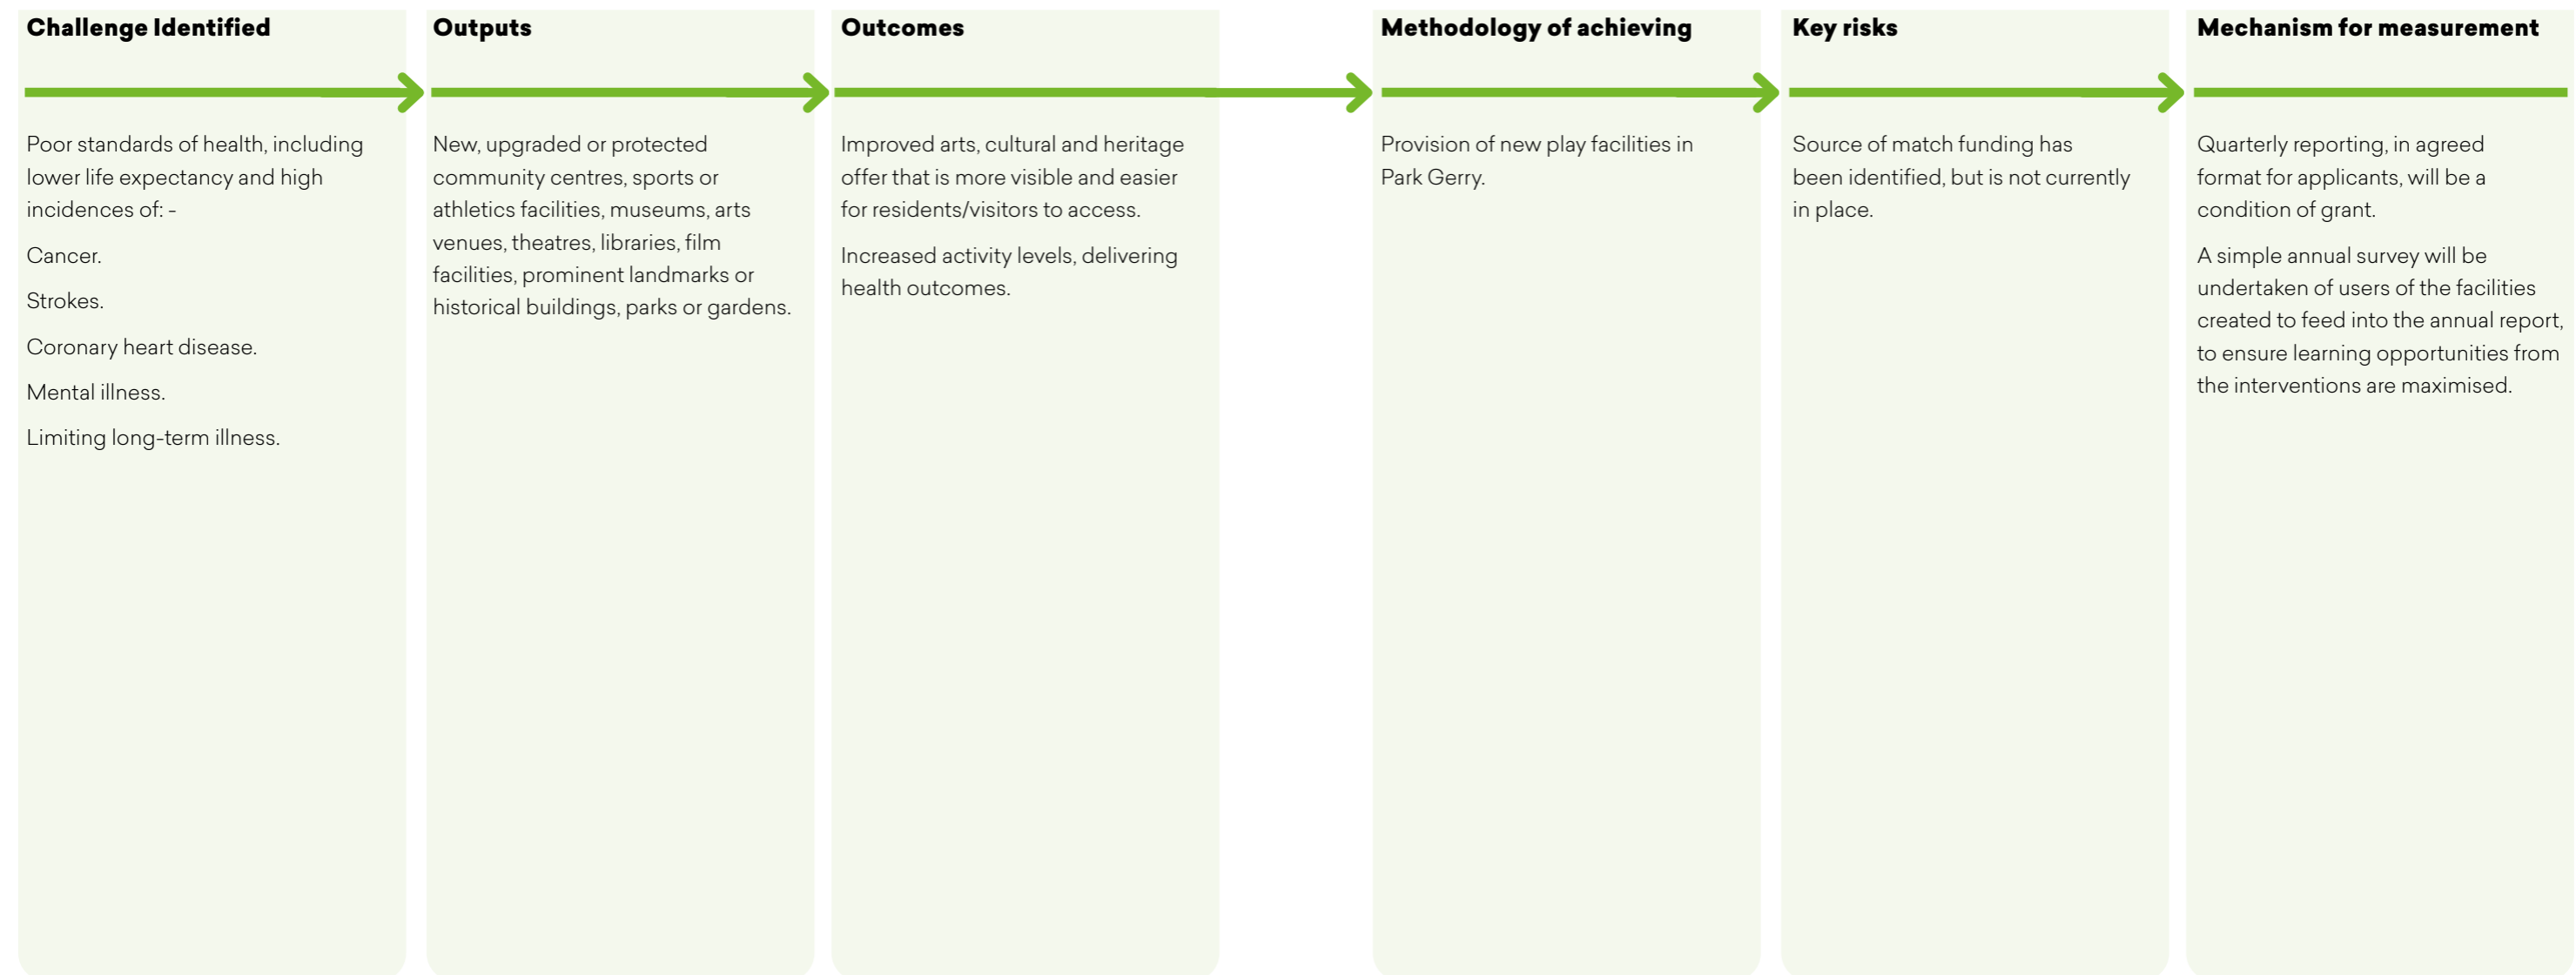 Challenge Identified
Poor standards of health, including
lower life expectancy and high
incidences of: -
Cancer.
Strokes.
Coronary heart disease.
Mental illness.
Limiting long-term illness.
Outputs
New, upgraded or protected
community centres, sports or
athletics facilities, museums, arts
venues, theatres, libraries, film
facilities, prominent landmarks or
historical buildings, parks or gardens.
Outcomes
Improved arts, cultural and heritage
offer that is more visible and easier
for residents/visitors to access.
Increased activity levels, delivering
health outcomes.
Methodology of achieving
Provision of new play facilities in
Park Gerry.
Key risks
Source of match funding has
been identified, but is not currently
in place.
Mechanism for measurement
Quarterly reporting, in agreed
format for applicants, will be a
condition of grant.
A simple annual survey will be
undertaken of users of the facilities
created to feed into the annual report,
to ensure learning opportunities from
the interventions are maximised.